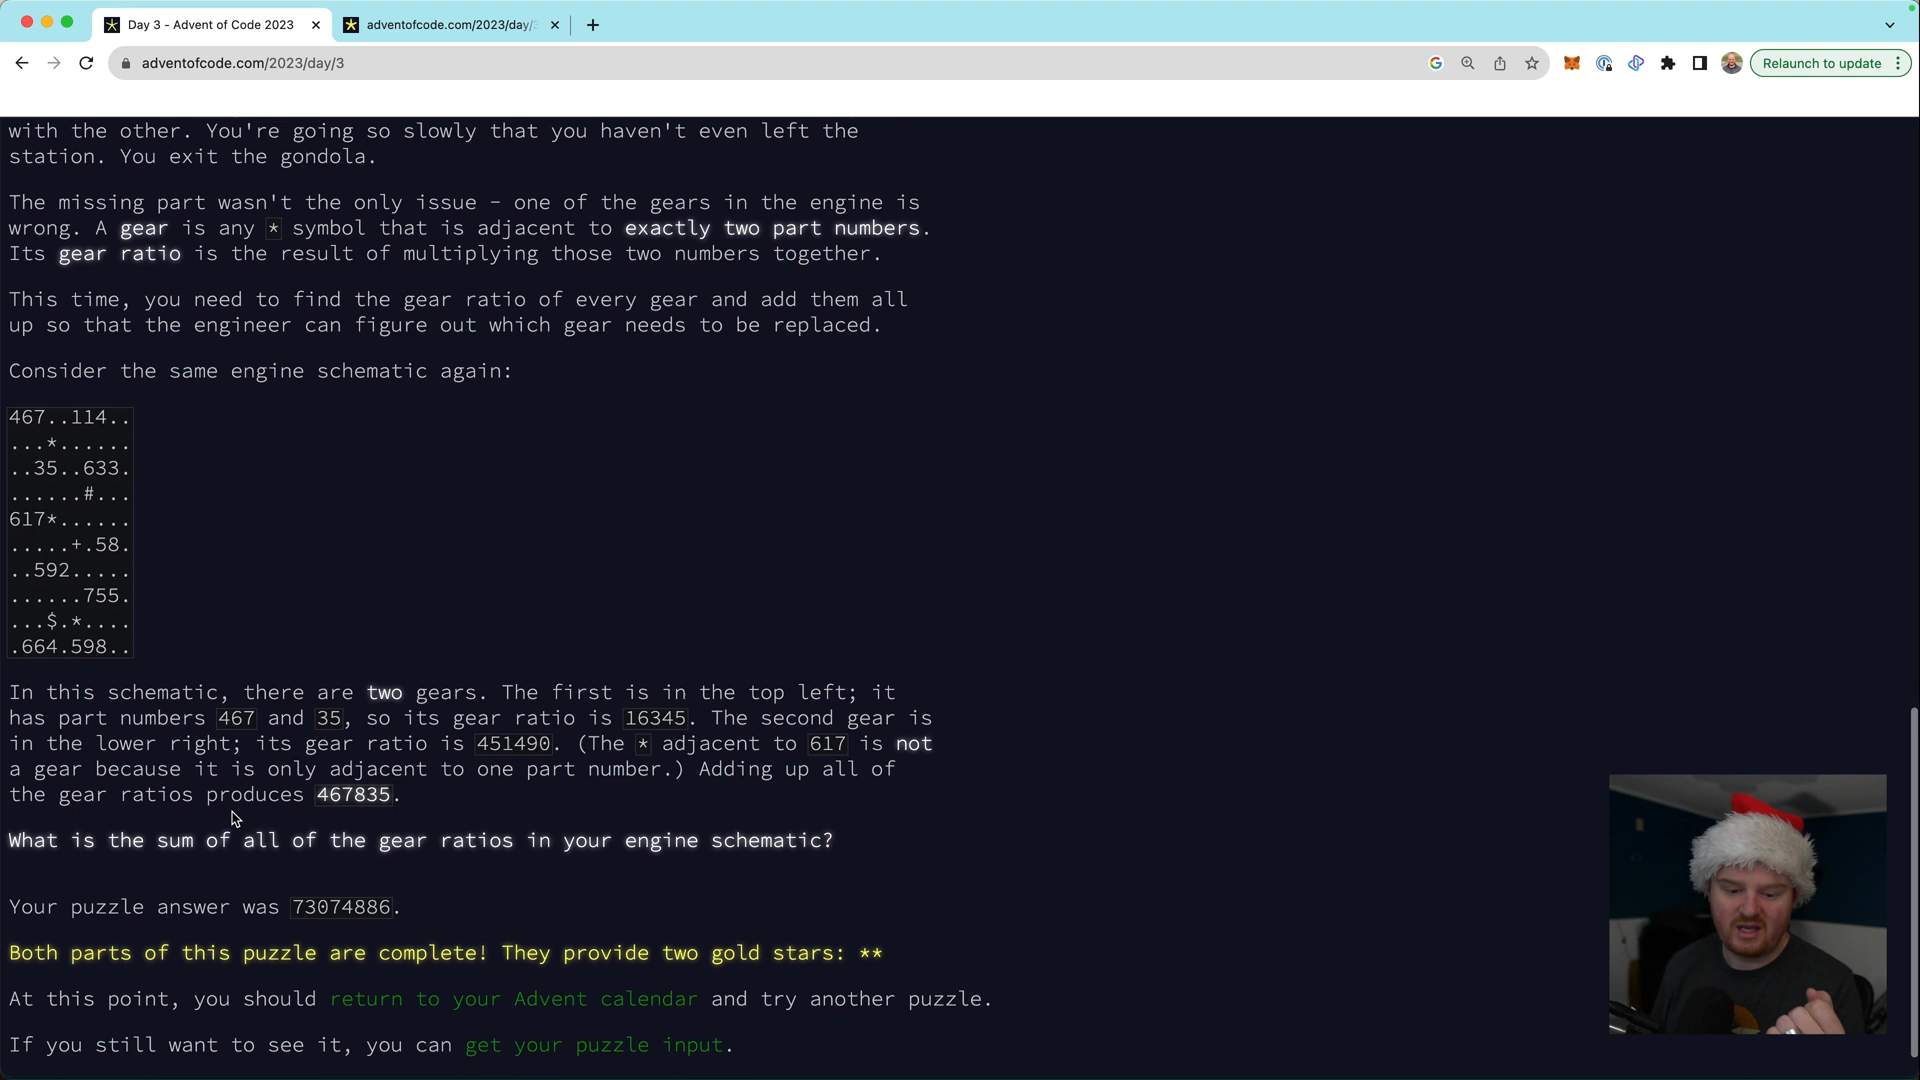 Day 3 - Advent of Code 2023
adventofcode.com/2023/day/
adventofcode.com/2023/day/3
Relaunch to update
with the other. You're going so slowly that you haven't even left the
station. You exit the gondola.
The missing part wasn't the only issue - one of the gears in the engine is
wrong. A gear is any * symbol that is adjacent to exactly two part numbers.
Its gear ratio is the result of multiplying those two numbers together.
This time, you need to find the gear ratio of every gear and add them all
up so that the engineer can figure out which gear needs to be replaced.
Consider the same engine schematic again:
467..114..
...*......
..35..633.
......#...
617*......
.....+.58.
..592.....
......755.
...$.*....
.664.598..
In this schematic, there are two gears. The first is in the top left; it
has part numbers 467 and 35, so its gear ratio is 16345. The second gear is
in the lower right; its gear ratio is 451490. (The * adjacent to 617 is not
a gear because it is only adjacent to one part number.) Adding up all of
the gear ratios produces 467835.
What is the sum of all of the gear ratios in your engine schematic?
Your puzzle answer was 73074886.
Both parts of this puzzle are complete! They provide two gold stars: **
At this point, you should return to your Advent calendar and try another puzzle.
If you still want to see it, you can get your puzzle input.